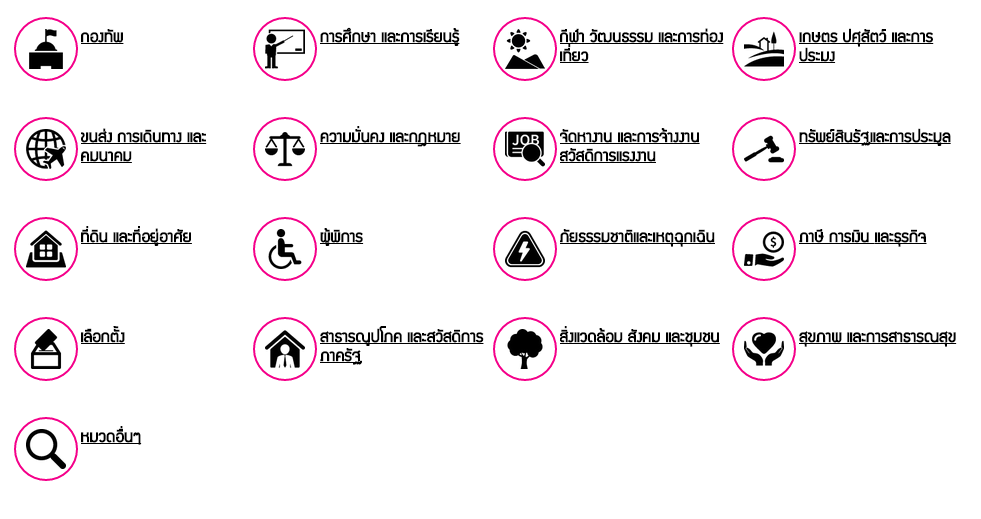 กองทัพ
การศึกษา และการเรียนรู้
กีฬา วัฒนธรรม และการท่อง
เที่ยว
เกษตร ปศุสัตว์ และการ
ประมง
ขนส่ง การเดินทาง และ
คมนาคม
ความมั่นคง และกฎหมาย
JOB
จัดหางาน และการจ้างงาน
สวัสดิการแรงงาน
ทรัพย์สินรัฐและการประมูล
ที่ดิน และที่อยู่อาศัย
ผู้พิการ
ภัยธรรมชาติและเหตุฉุกเฉิน
$
ภาษี การเงิน และธุรกิจ
เลือกตั้ง
สาธารณูปโภค และสวัสดิการ
ภาครัฐ
สิ่งแวดล้อม สังคม และชุมชน
สุขภาพ และการสาธารณสุข
หมวดอื่นๆ